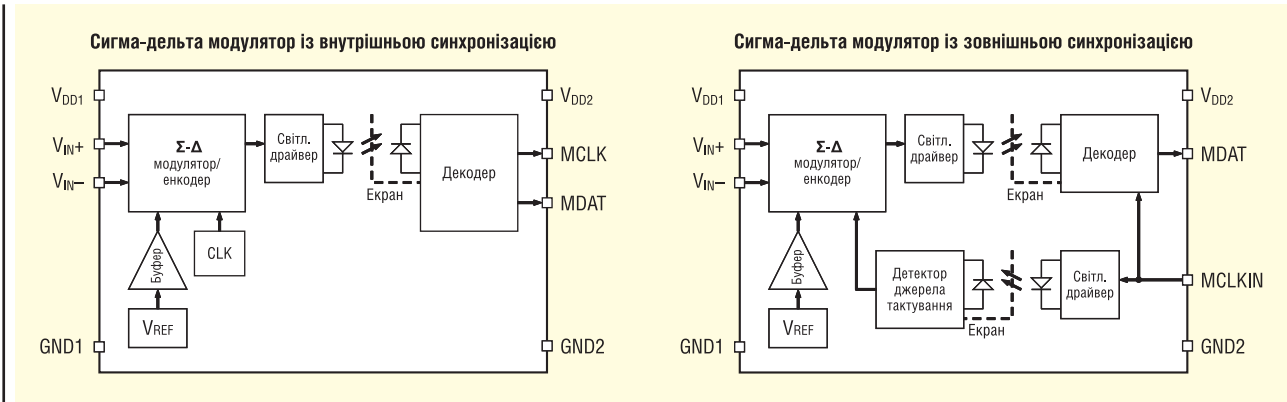 Сигма-дельта модулятор із внутрішньою синхронізацією
VDD1
VDD2
VIN+
VIN–
Σ-Δ
модулятор/
енкодер
Світл.
драйвер
Екран
Декодер
MCLK
MDAT
Буфер
CLK
VREF
GND1
GND2
Сигма-дельта модулятор із зовнішньою синхронізацією
VDD1
VDD2
VIN+
VIN–
Σ-Δ
модулятор/
енкодер
Світл.
драйвер
Екран
Декодер
MDAT
Буфер
Детектор
джерела
тактування
Екран
Світл.
драйвер
MCLKIN
VREF
GND1
GND2